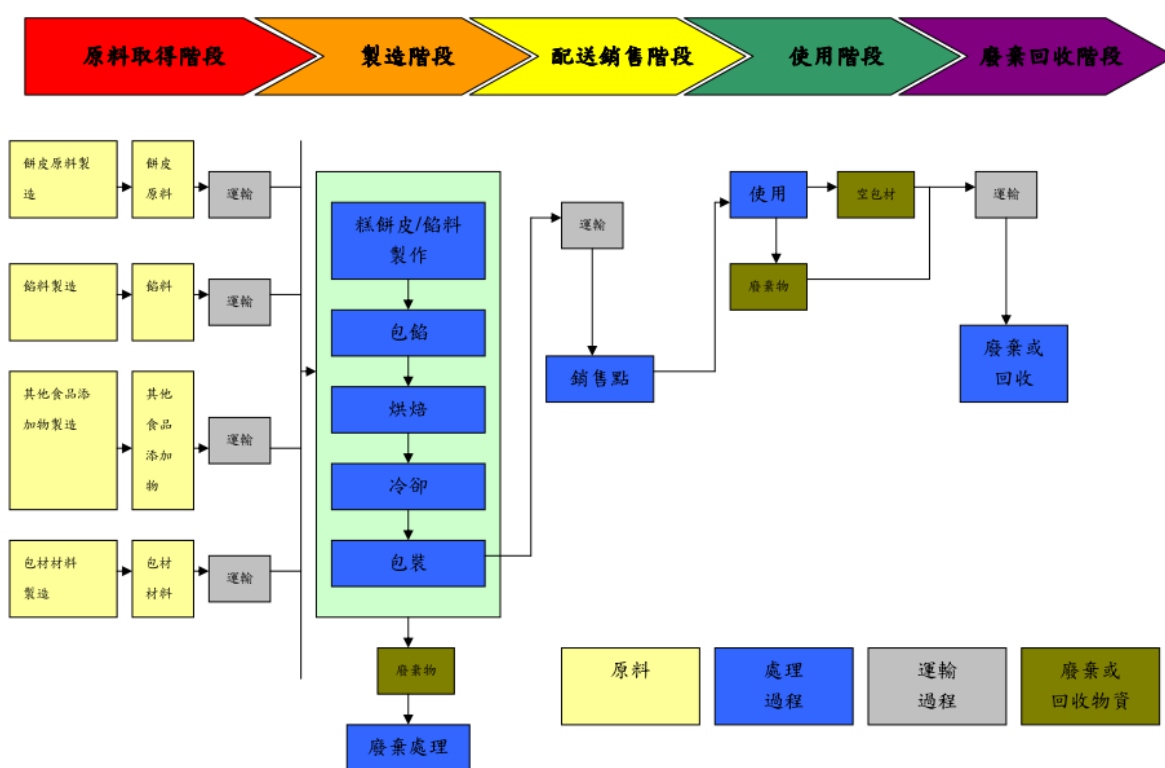 原料取得階段
製造階段
配送銷售階段
使用階段
廢棄回收階段
餅皮原料製
造
餅皮
原料
運輸
餡料製造
餡料
運輸
其他食品添
加物製造
其他
食品
添加
物
運輸
包材材料
製造
包材
材料
運輸
糕餅皮/餡料
製作
包餡
烘焙
冷卻
包裝
廢棄物
廢棄處理
運輸
銷售點
使用
空包材
廢棄物
運輸
廢棄或
回收
原料
處理
過程
運輸
過程
廢棄或
回收物資